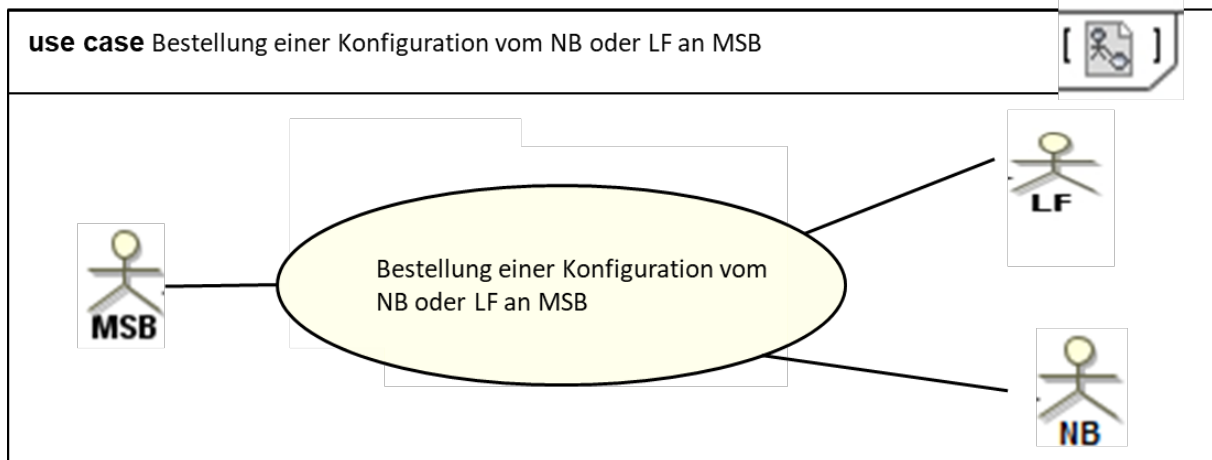 use case Bestellung einer Konfiguration vom NB oder LF an MSB
[ ]
LF
Bestellung einer Konfiguration vom
NB oder LF an MSB
MSB
NB